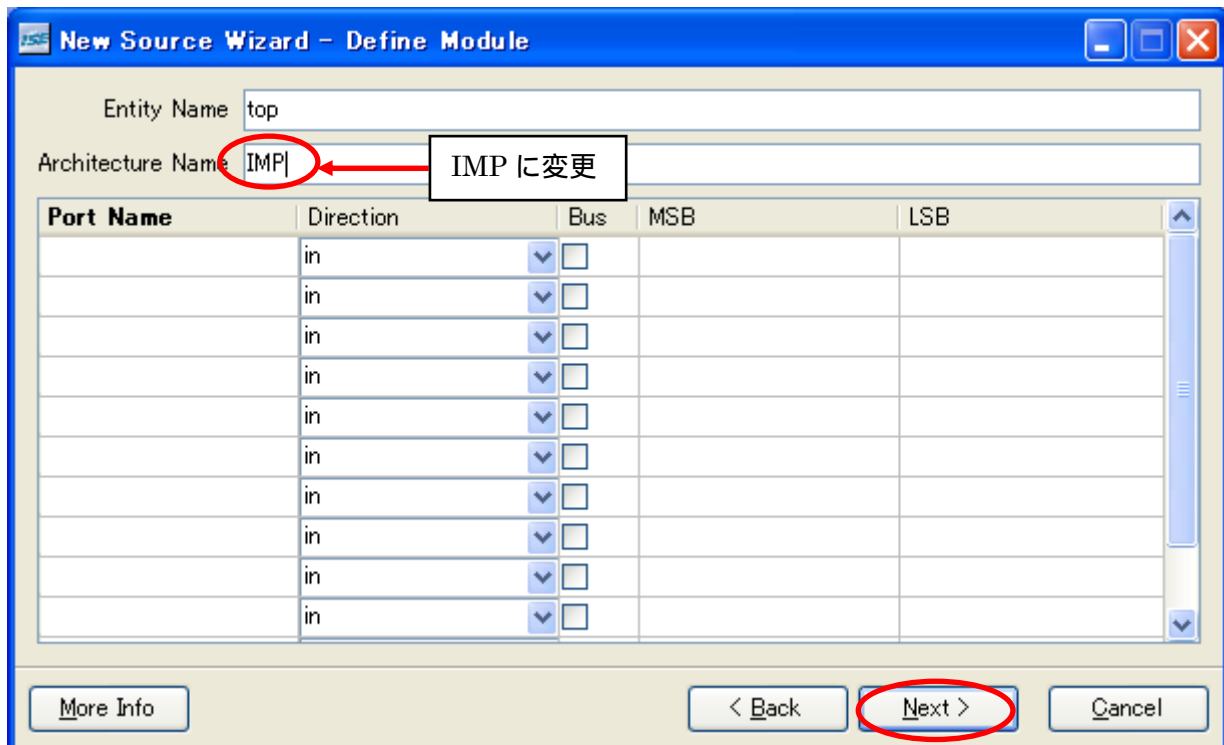 ISE New Source Wizard - Define Module
Entity Name top
Architecture Name IMP IMP に変更
Port Name Direction Bus MSB LSB
in
in
in
in
in
in
in
in
in
in
More Info < Back Next > Cancel